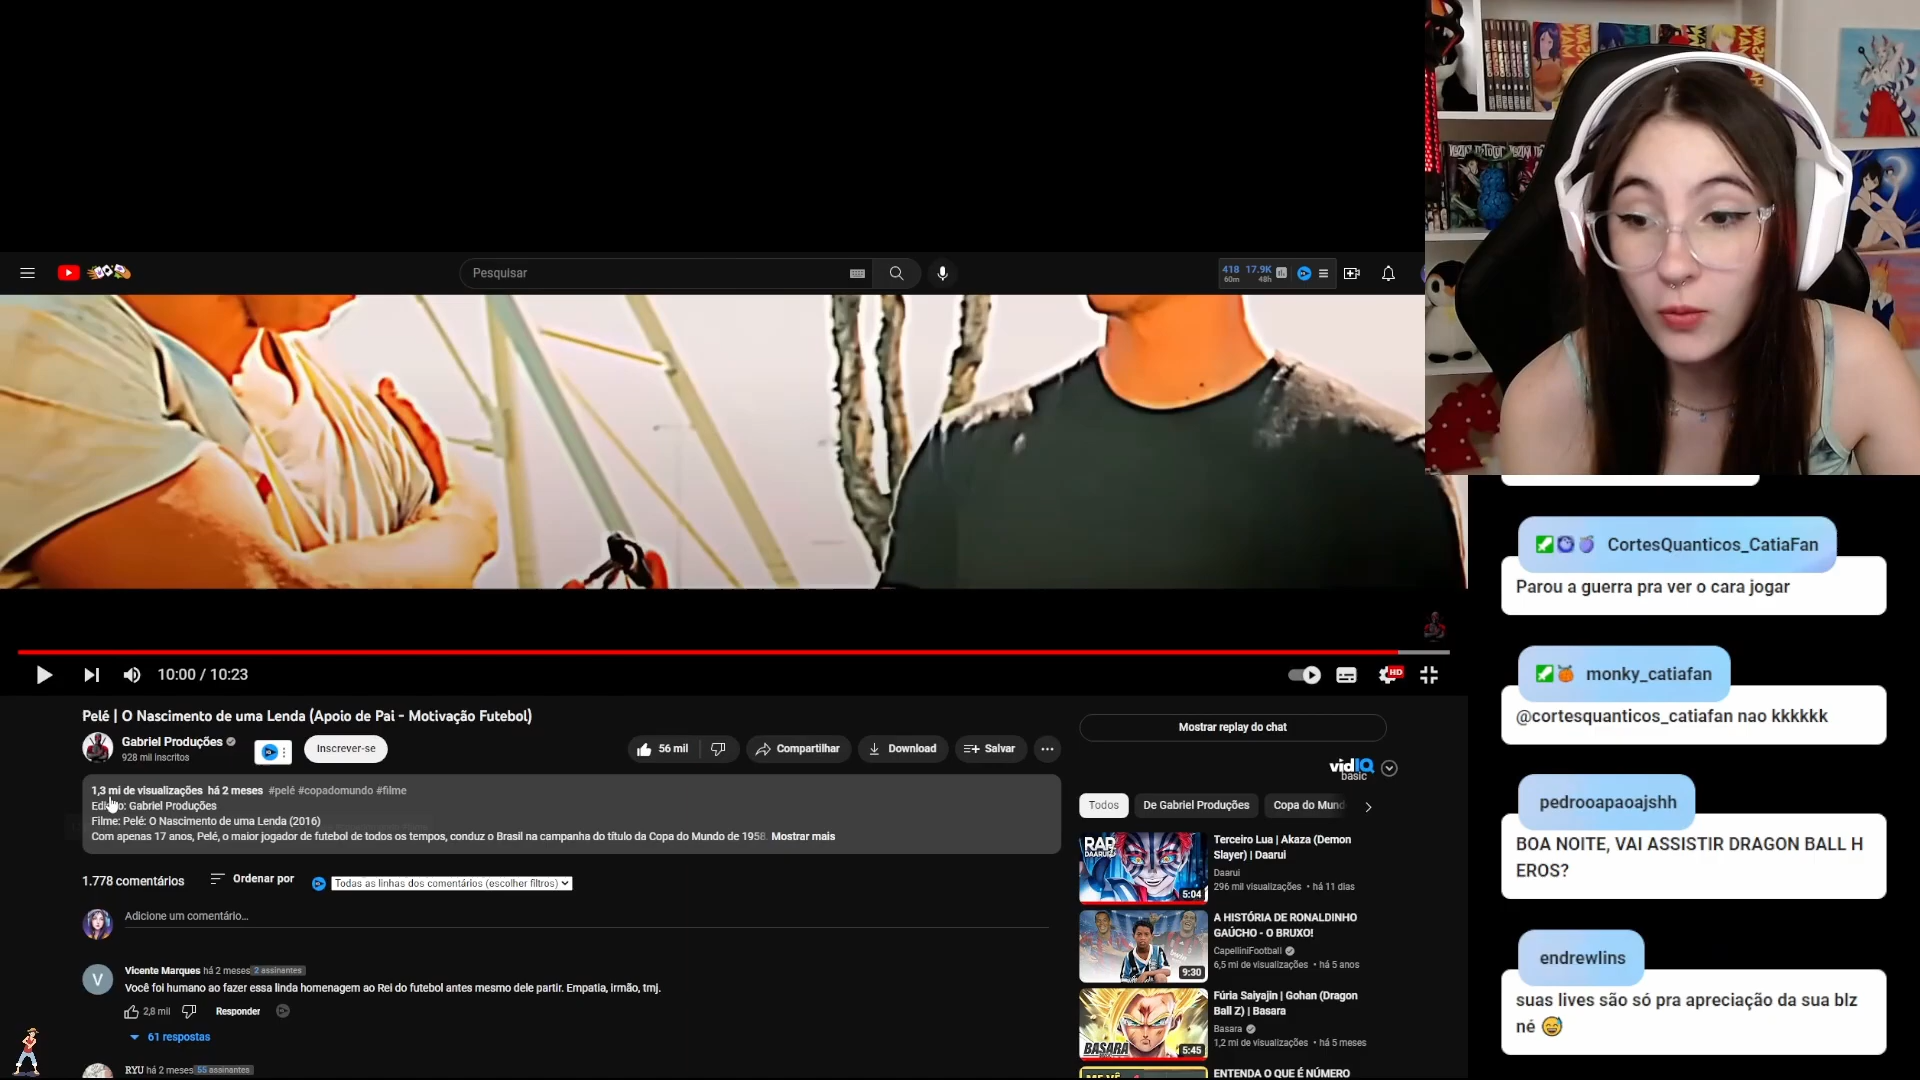 Pesquisar
418 17.9K
60m 48h
10:00 / 10:23
HD
Pelé | O Nascimento de uma Lenda (Apoio de Pai - Motivação Futebol)
Gabriel Produções
928 mil inscritos
Inscrever-se
56 mil
Compartilhar
Download
Salvar
1,3 mi de visualizações há 2 meses #pelé #copadomundo #filme
Gabriel Produções
Filme: Pelé: O Nascimento de uma Lenda (2016)
Com apenas 17 anos, Pelé, o maior jogador de futebol de todos os tempos, conduz o Brasil na campanha do título da Copa do Mundo de 1958. Mostrar mais
1.778 comentários
Ordenar por
Todas as linhas dos comentários (escolher filtros)
Adicione um comentário...
V
Vicente Marques há 2 meses 2 assinantes
Você foi humano ao fazer essa linda homenagem ao Rei do futebol antes mesmo dele partir. Empatia, irmão, tmj.
2,8 mil
Responder
61 respostas
RYU há 2 meses 55 assinantes
Mostrar replay do chat
vidIQ
basic
Todos
De Gabriel Produções
Copa do Mund
RAP
DAARUI
5:04
Terceiro Lua | Akaza (Demon
Slayer) | Daarui
Daarui
296 mil visualizações • há 11 dias
9:30
A HISTÓRIA DE RONALDINHO
GAÚCHO - O BRUXO!
CapelliniFootball
6,5 mi de visualizações • há 5 anos
BASARA
5:45
Fúria Saiyajin | Gohan (Dragon
Ball Z) | Basara
Basara
1,2 mi de visualizações • há 5 meses
ENTENDA O QUE É NÚMERO
CortesQuanticos_CatiaFan
Parou a guerra pra ver o cara jogar
monky_catiafan
@cortesquanticos_catiafan nao kkkkkk
pedrooapaoajshh
BOA NOITE, VAI ASSISTIR DRAGON BALL H
EROS?
endrewlins
suas lives são só pra apreciação da sua blz
né 😅